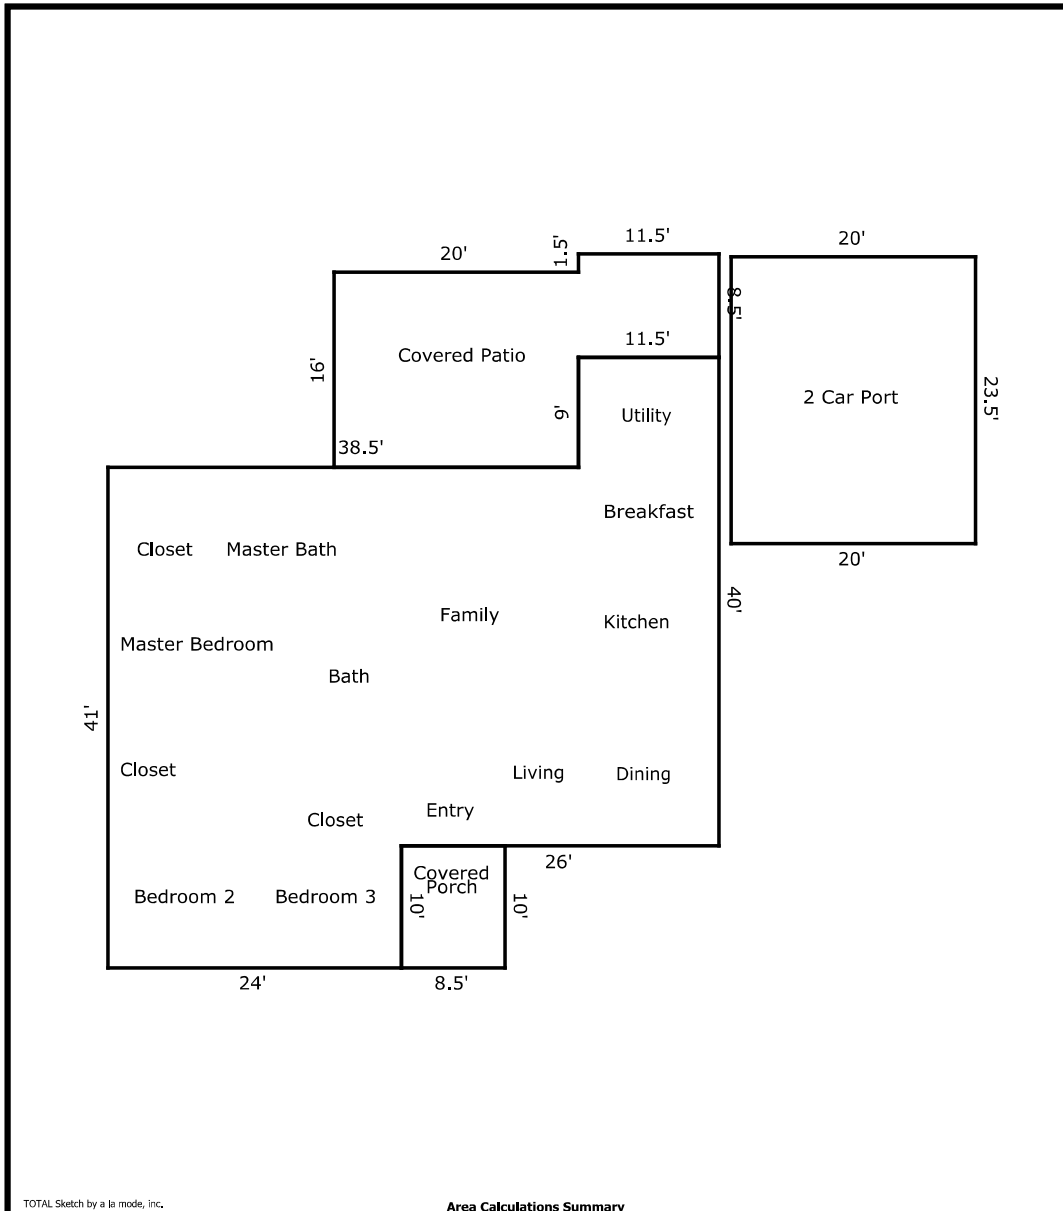 11.5'
20'
1.5'
20'
8.5'
11.5'
Covered Patio
16'
2 Car Port
23.5'
9'
Utility
38.5'
Breakfast
Closet
Master Bath
20'
40'
Family
Kitchen
Master Bedroom
Bath
41'
Closet
Living
Dining
Entry
Closet
26'
Covered
Porch
Bedroom 2
Bedroom 3
10'
10'
24'
8.5'
TOTAL Sketch by a la mode, inc.
Area Calculations Summary